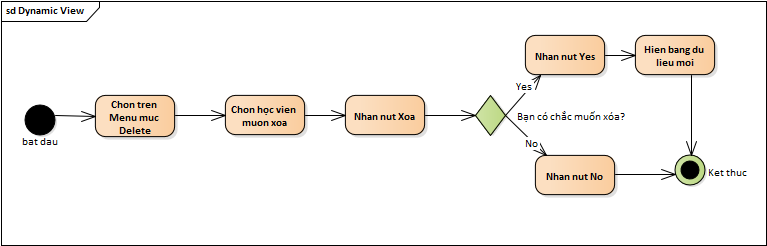 sd Dynamic View
bat dau
Chon tren
Menu muc
Delete
Chon học vien
muon xoa
Nhan nut Xoa
Bạn có chắc muốn xóa?
Yes
Nhan nut Yes
Hien bang du
lieu moi
No
Nhan nut No
Ket thuc